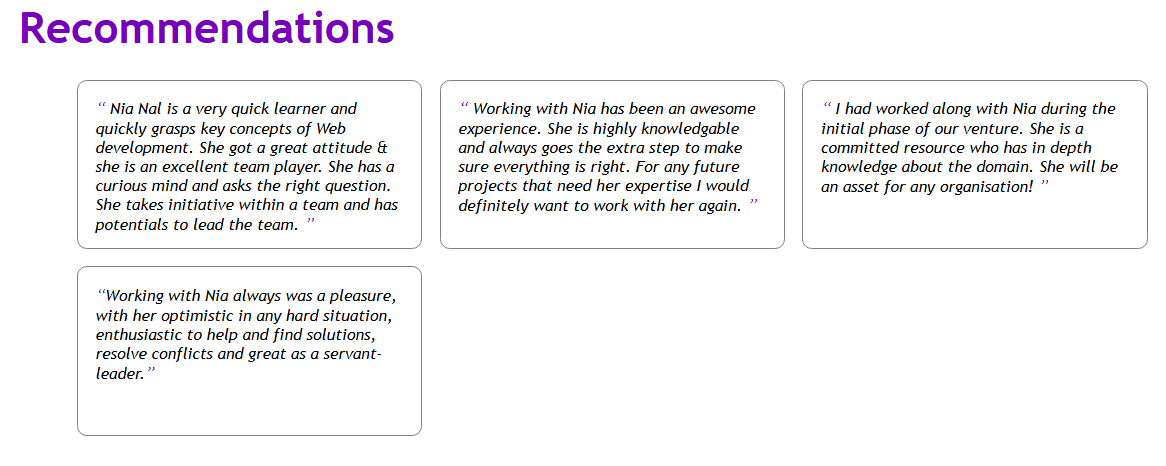 Recommendations
“ Nia Nal is a very quick learner and
quickly grasps key concepts of Web
development. She got a great attitude &
she is an excellent team player. She has a
curious mind and asks the right question.
She takes initiative within a team and has
potentials to lead the team. ”
“ Working with Nia has been an awesome
experience. She is highly knowledgable
and always goes the extra step to make
sure everything is right. For any future
projects that need her expertise I would
definitely want to work with her again. ”
“ I had worked along with Nia during the
initial phase of our venture. She is a
committed resource who has in depth
knowledge about the domain. She will be
an asset for any organisation! ”
“Working with Nia always was a pleasure,
with her optimistic in any hard situation,
enthusiastic to help and find solutions,
resolve conflicts and great as a servant-
leader.”